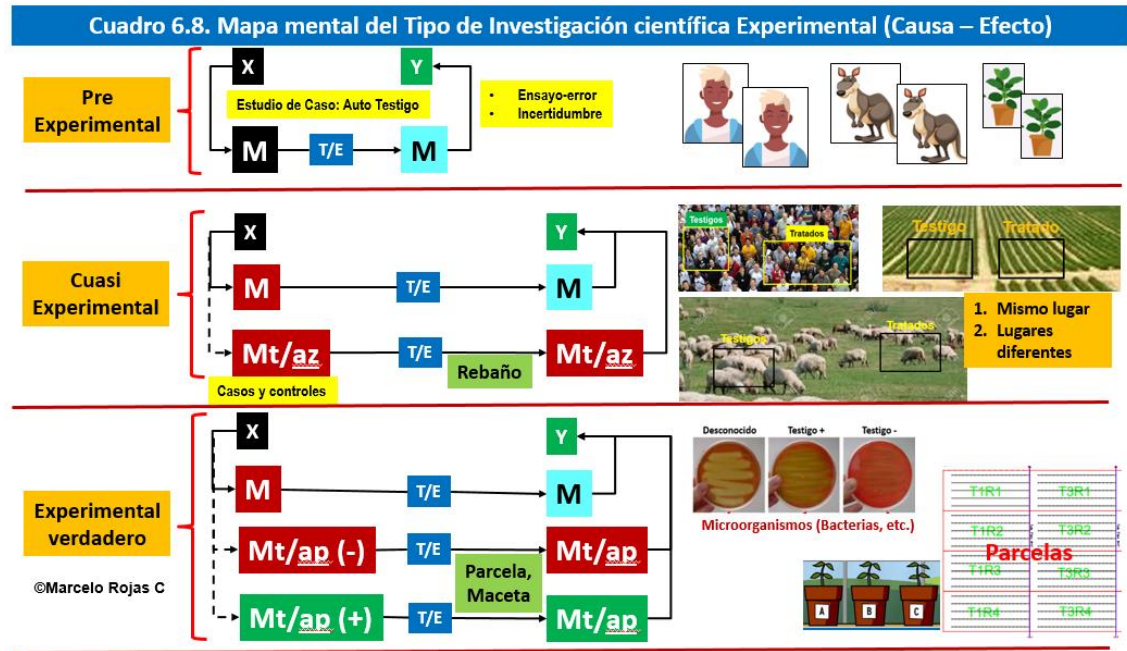 Cuadro 6.8. Mapa mental del Tipo de Investigación científica Experimental (Causa – Efecto)
Pre
Experimental
X
Y
Estudio de Caso: Auto Testigo
• Ensayo-error
• Incertidumbre
M
T/E
M
Cuasi
Experimental
X
Y
M
T/E
M
Mt/az
T/E
Rebaño
Mt/az
Casos y controles
Testigos
Tratados
Testigo
Tratado
Testigos
Tratados
1. Mismo lugar
2. Lugares
diferentes
Experimental
verdadero
X
Y
M
T/E
M
Mt/ap (-)
T/E
Mt/ap
Parcela,
Maceta
Mt/ap (+)
T/E
Mt/ap
©Marcelo Rojas C
Desconocido
Testigo +
Testigo -
Microorganismos (Bacterias, etc.)
A
B
C
T1R1
T3R1
T1R2
T3R2
Parcelas
T1R3
T3R3
T1R4
T3R4